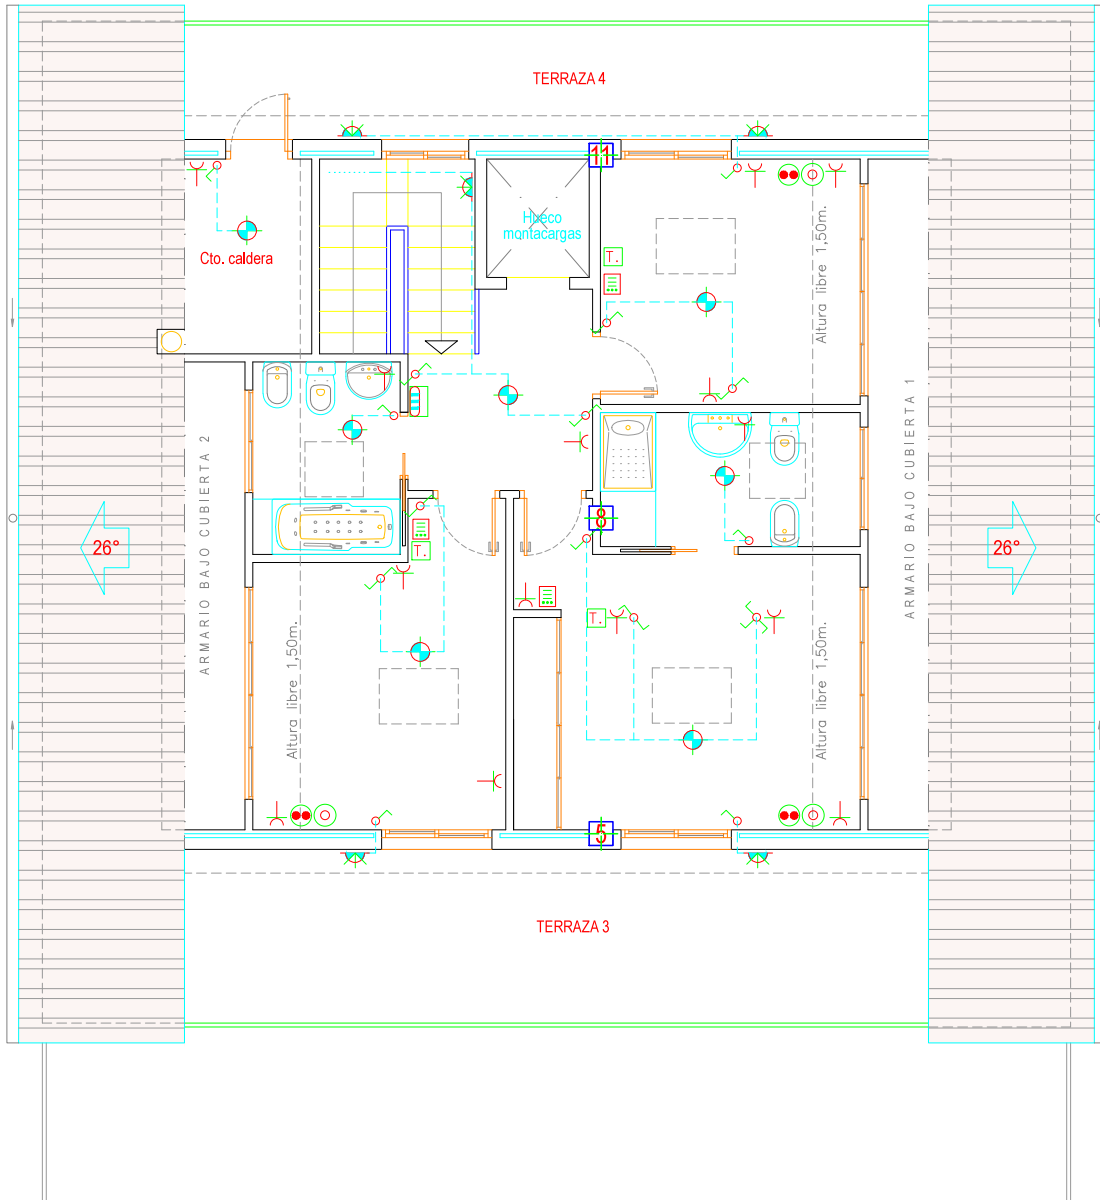 TERRAZA 4
11
Hueco
montacargas
Cto. caldera
T.
Altura libre 1,50m.
ARMARIO BAJO CUBIERTA 2
ARMARIO BAJO CUBIERTA 1
26°
8
26°
T.
T.
Altura libre 1,50m.
Altura libre 1,50m.
5
TERRAZA 3